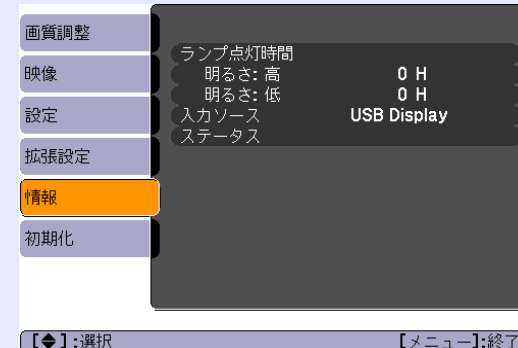 画質調整
映像
設定
拡張設定
情報
初期化
ランプ点灯時間
明るさ: 高 0 H
明るさ: 低 0 H
入力ソース USB Display
ステータス
[◆]:選択 [メニュー]:終了